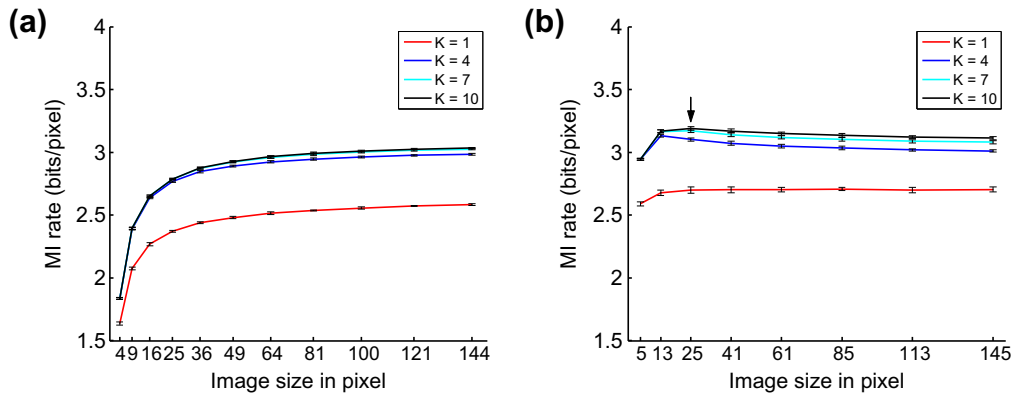 (a)
MI rate (bits/pixel)
4
3.5
3
2.5
2
1.5
K = 1
K = 4
K = 7
K = 10
4 9 16 25 36 49 64 81 100 121 144
Image size in pixel
(b)
MI rate (bits/pixel)
4
3.5
3
2.5
2
1.5
K = 1
K = 4
K = 7
K = 10
5 13 25 41 61 85 113 145
Image size in pixel